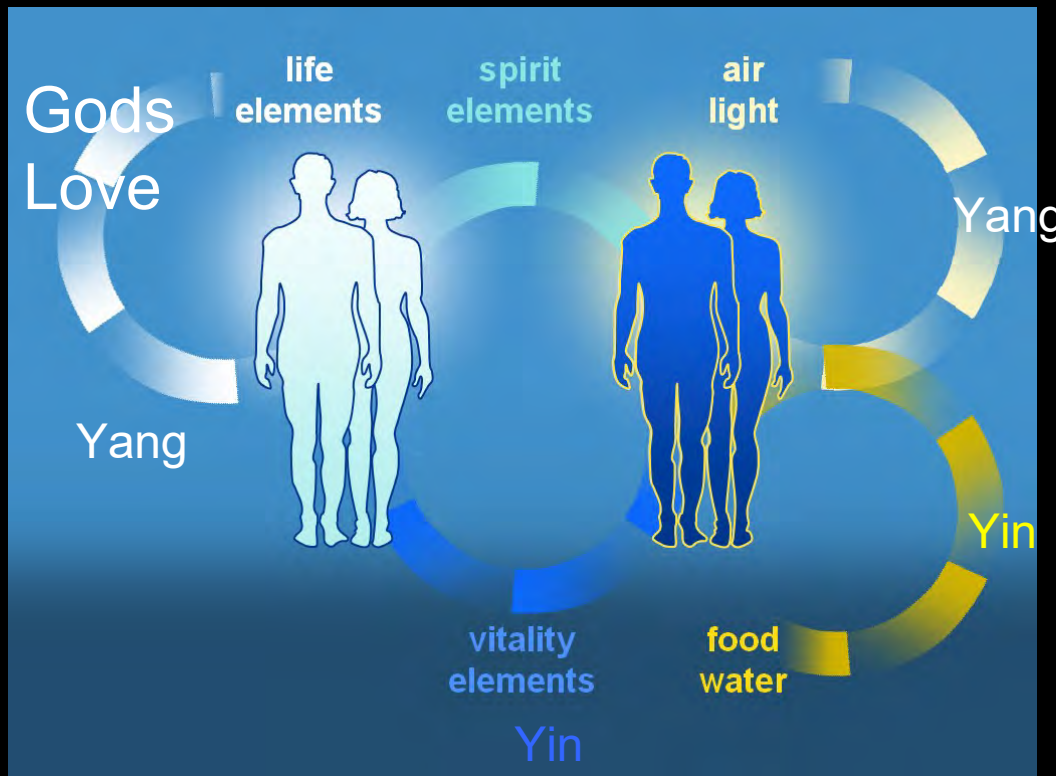 life
elements
spirit
elements
air
light
Gods
Love
Yang
Yang
Yin
vitality
elements
food
water
Yin